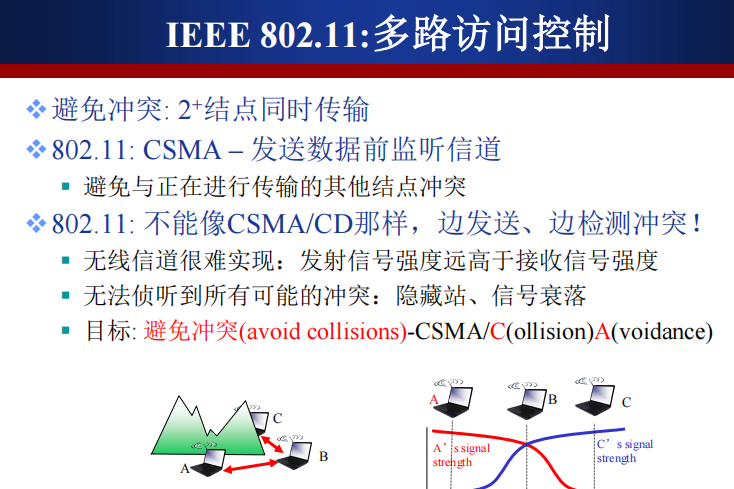 IEEE 802.11:多路访问控制
避免冲突: 2⁺结点同时传输
802.11: CSMA – 发送数据前监听信道
避免与正在进行传输的其他结点冲突
802.11: 不能像CSMA/CD那样，边发送、边检测冲突！
无线信道很难实现：发射信号强度远高于接收信号强度
无法侦听到所有可能的冲突：隐藏站、信号衰落
目标: 避免冲突(avoid collisions)-CSMA/C(ollision)A(voidance)
C
B
A
A
B
C
A’s signal
strength
C’s signal
strength